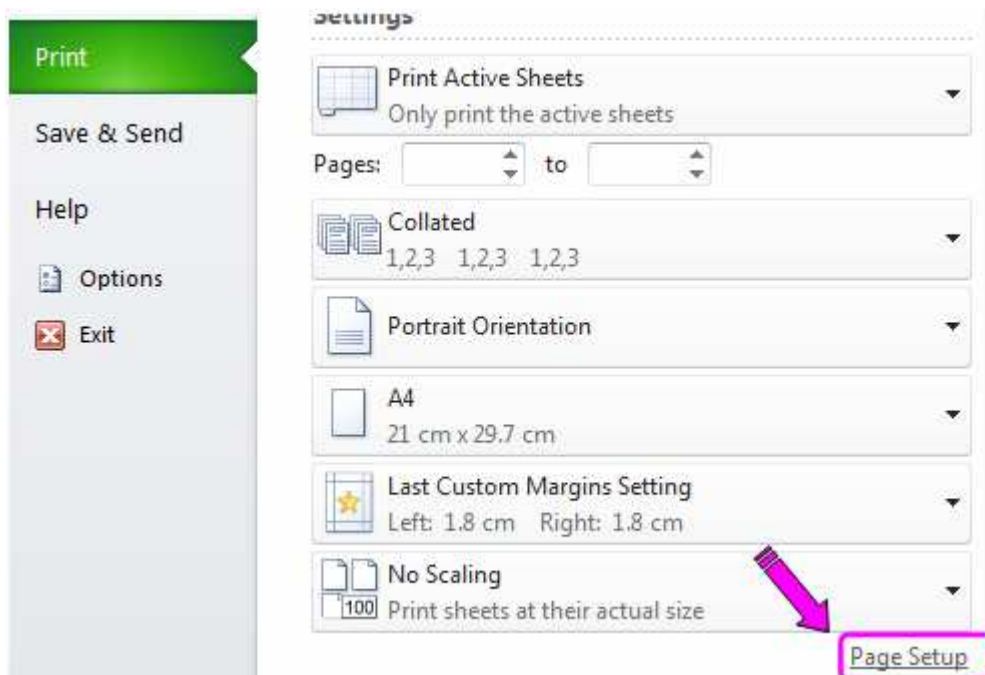 Settings
Print
Save & Send
Help
Options
Exit
Print Active Sheets
Only print the active sheets
Pages: to
Collated
1,2,3 1,2,3 1,2,3
Portrait Orientation
A4
21 cm x 29.7 cm
Last Custom Margins Setting
Left: 1.8 cm Right: 1.8 cm
No Scaling
100 Print sheets at their actual size
Page Setup